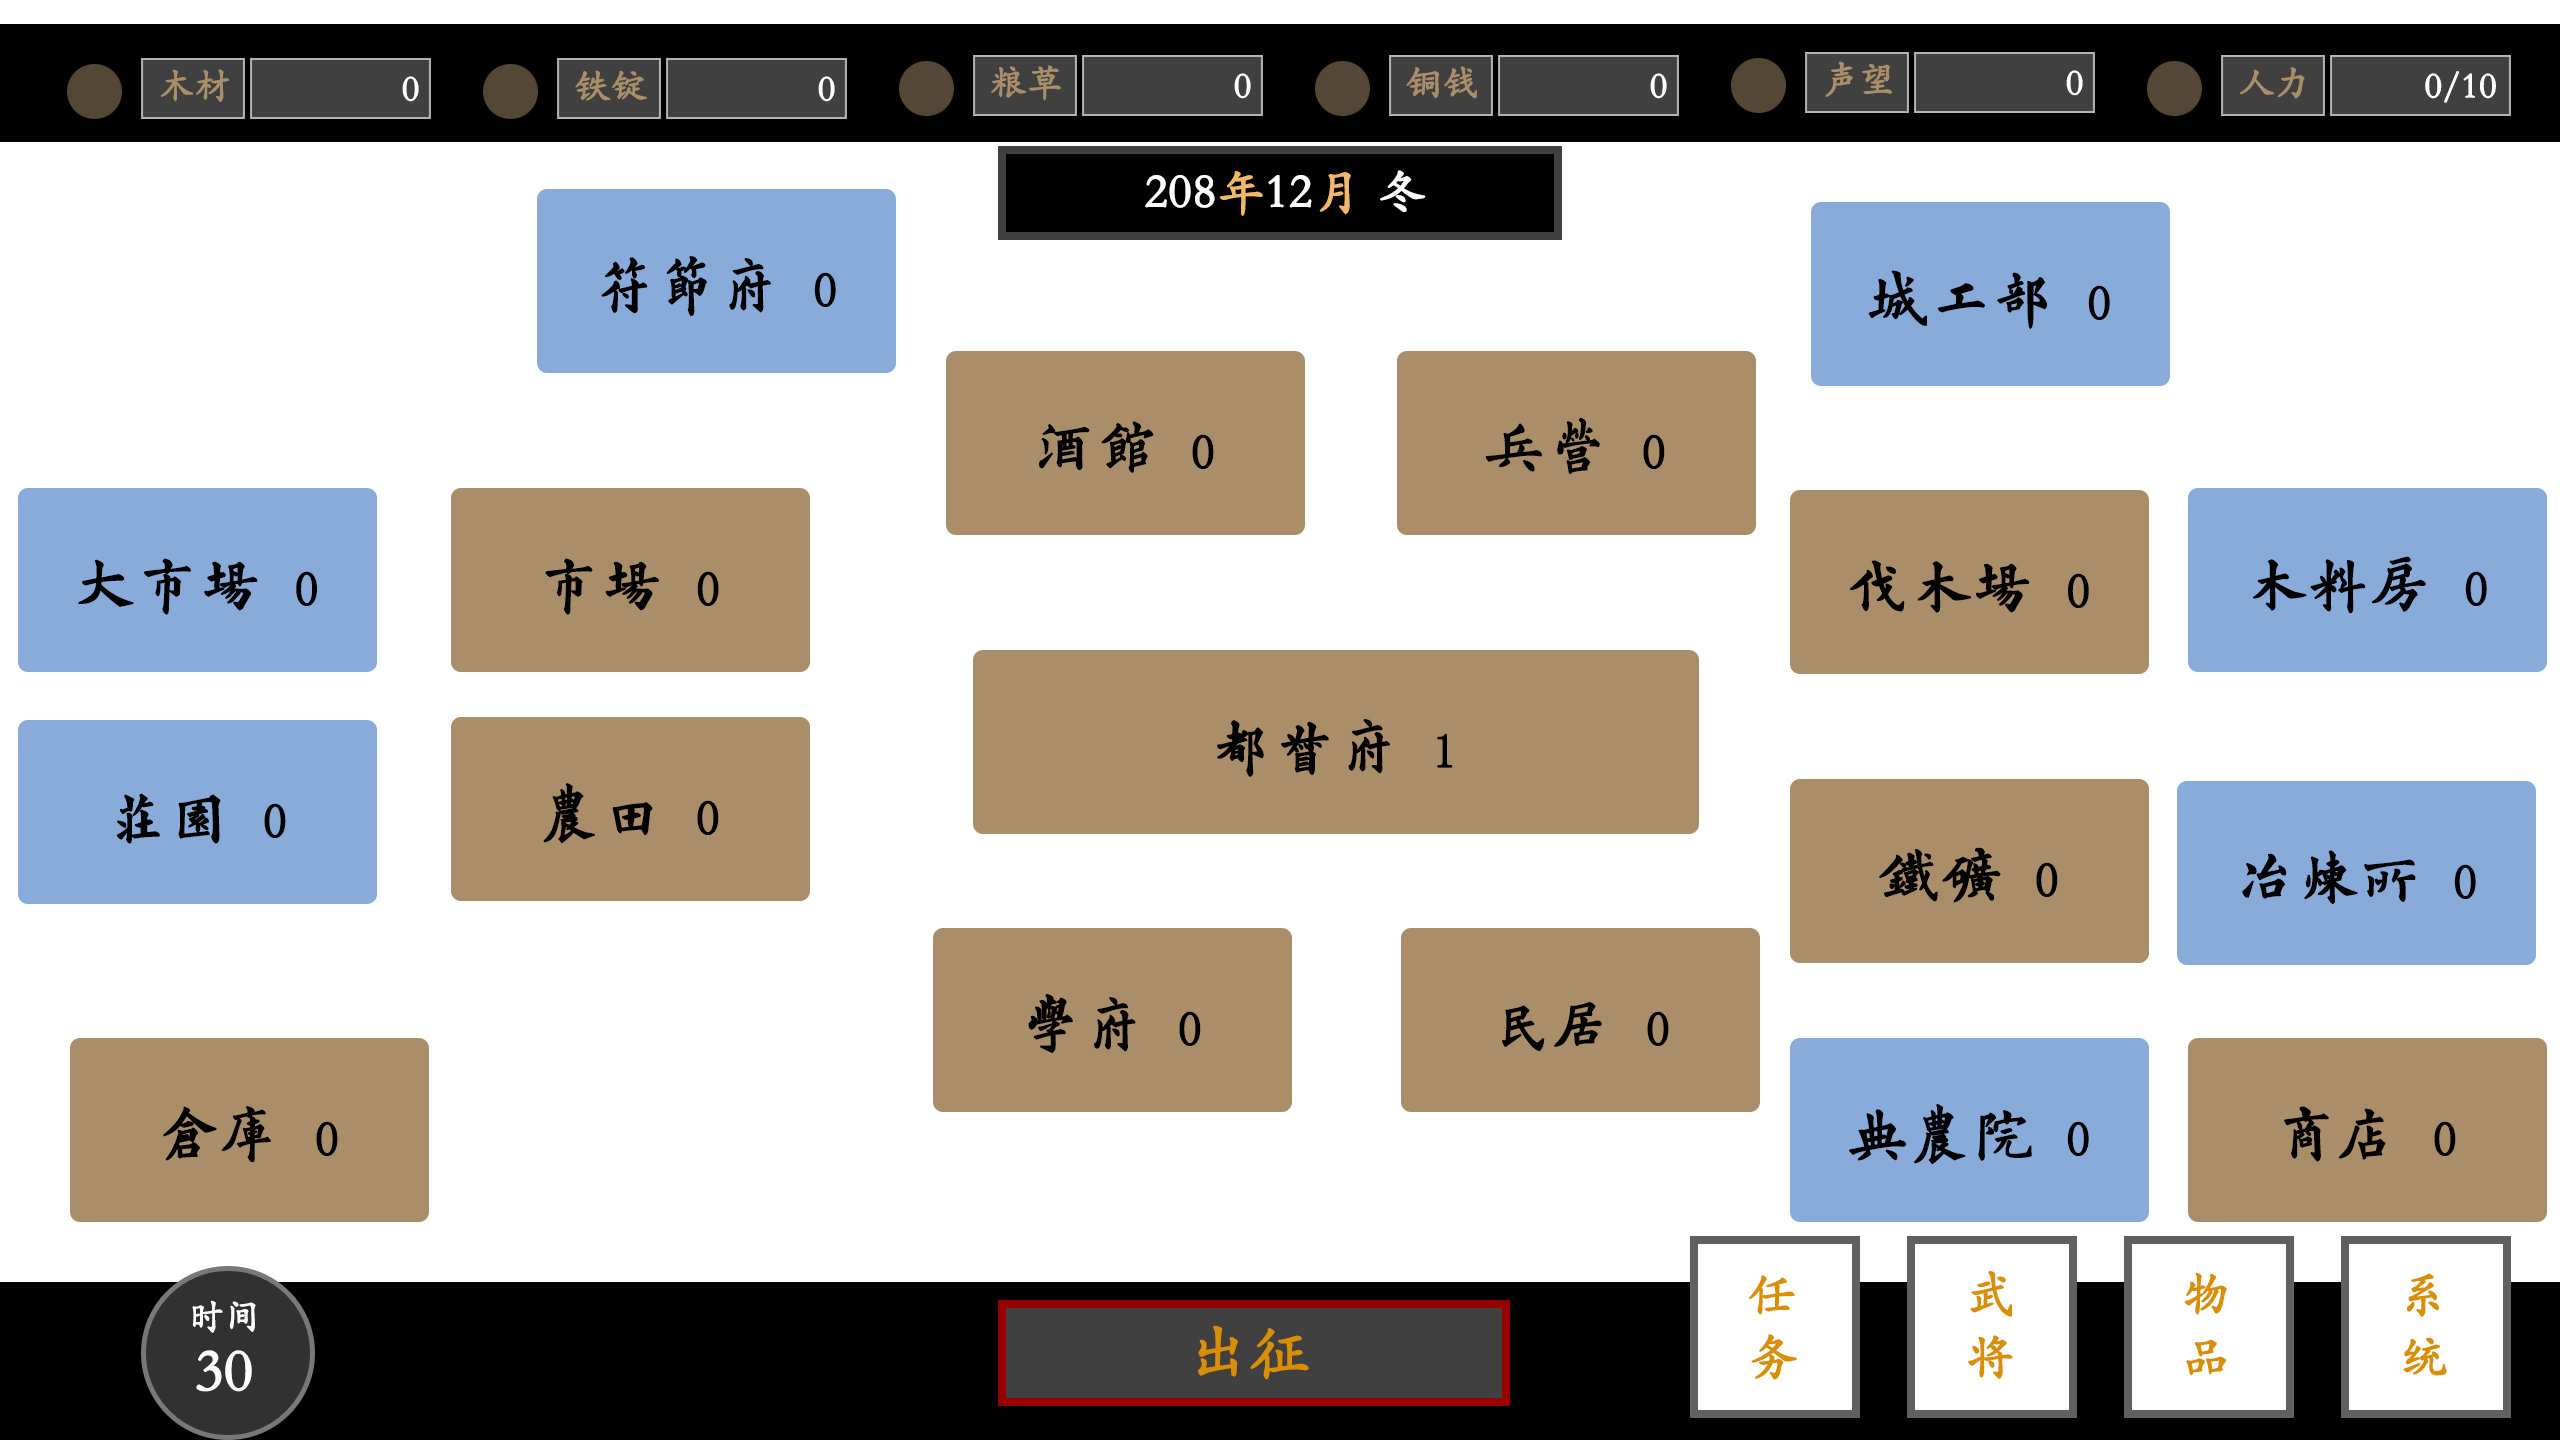 木材 0 铁锭 0 粮草 0 铜钱 0 声望 0 人力 0/10
208年12月 冬
符節府 0
城工部 0
酒館 0
兵營 0
大市場 0
市場 0
伐木場 0
木料房 0
都督府 1
莊園 0
農田 0
鐵礦 0
冶煉所 0
學府 0
民居 0
倉庫 0
典農院 0
商店 0
时间
30
出征
任务
武将
物品
系统